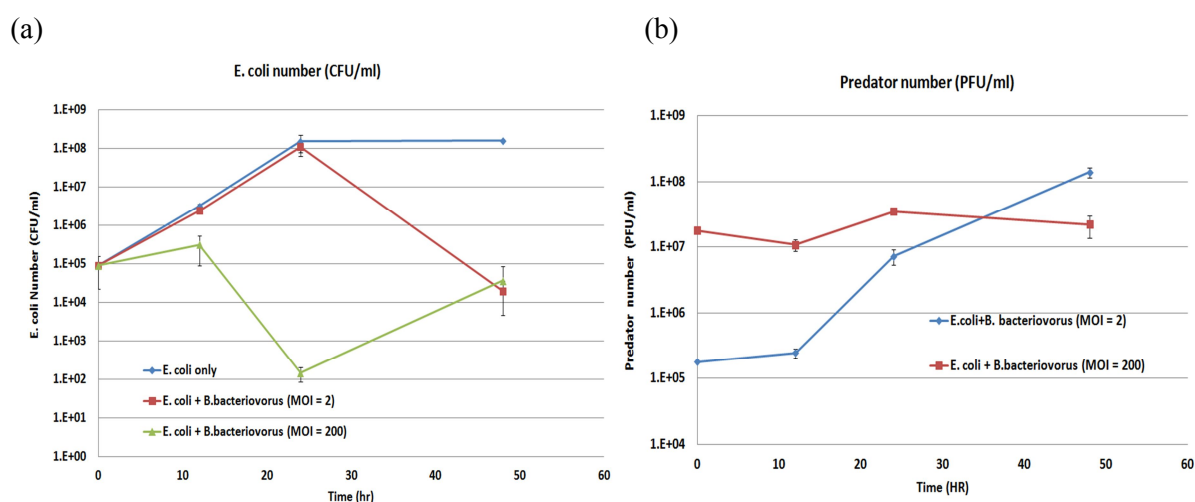 (a)
E. coli number (CFU/ml)
E. coli Number (CFU/ml)
1.E+09
1.E+08
1.E+07
1.E+06
1.E+05
1.E+04
1.E+03
1.E+02
1.E+01
1.E+00
E. coli only
E. coli + B.bacteriovorus (MOI = 2)
E. coli + B.bacteriovorus (MOI = 200)
0 10 20 30 40 50 60
Time (hr)
(b)
Predator number (PFU/ml)
Predator number (PFU/ml)
1.E+09
1.E+08
1.E+07
1.E+06
1.E+05
1.E+04
E.coli+B. bacteriovorus (MOI = 2)
E. coli + B.bacteriovorus (MOI = 200)
0 10 20 30 40 50 60
Time (HR)